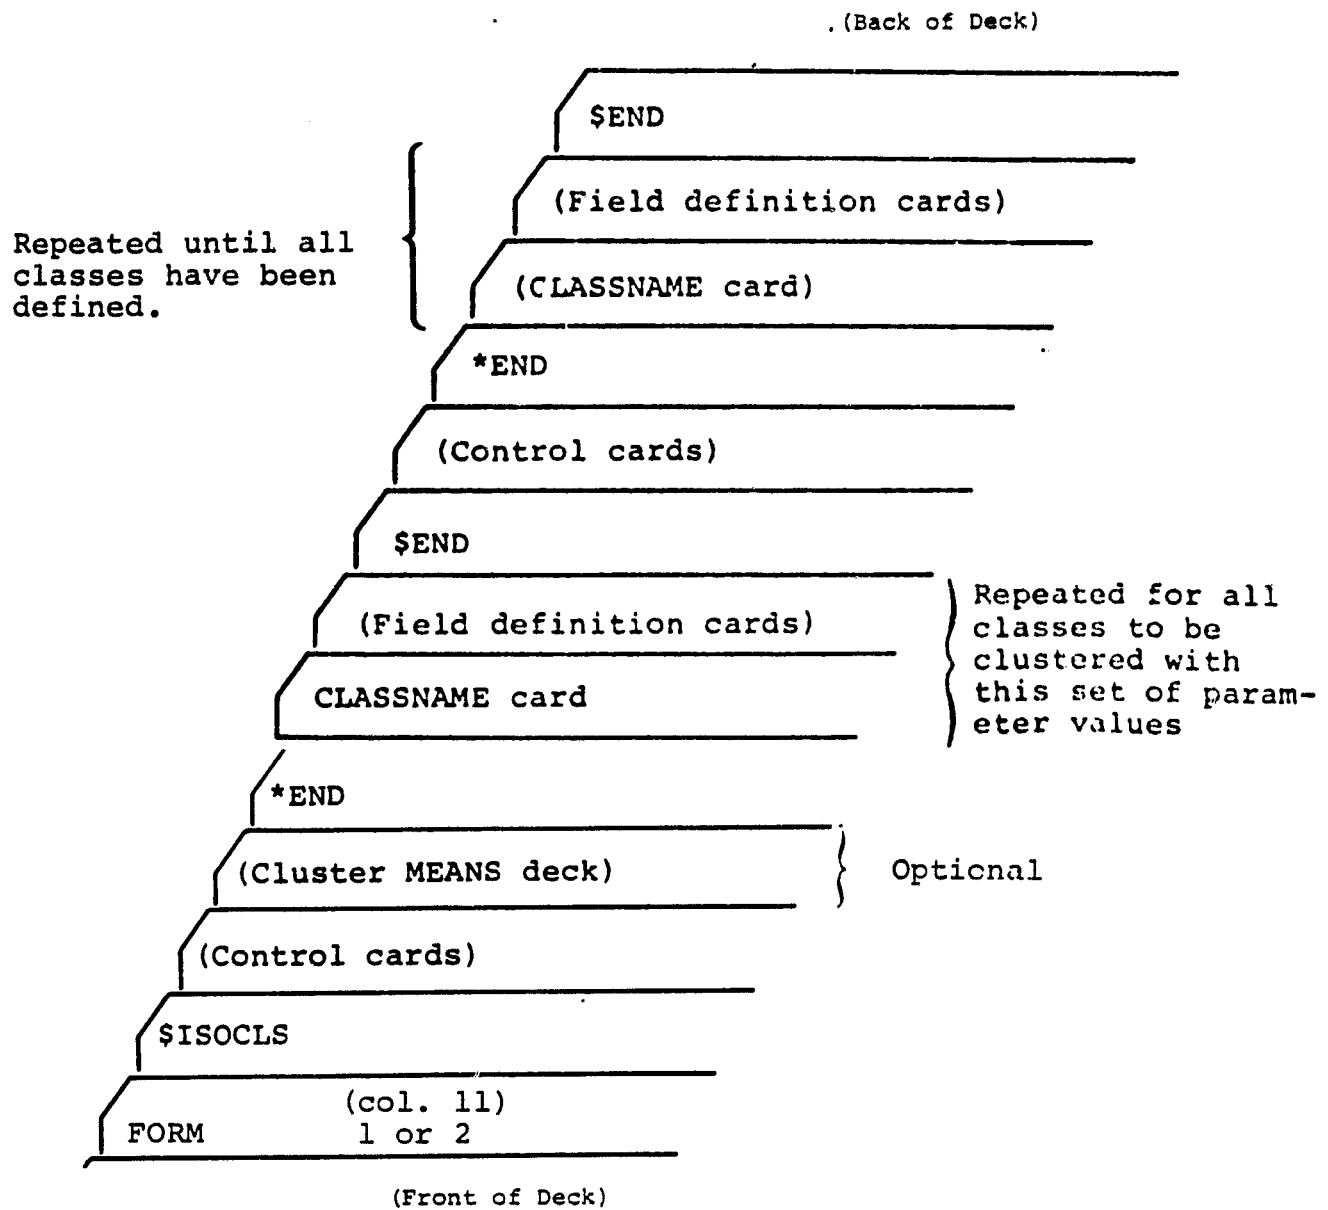 (Back of Deck)
$END
(Field definition cards)
Repeated until all
classes have been
defined.
(CLASSNAME card)
*END
(Control cards)
$END
(Field definition cards)
CLASSNAME card
Repeated for all
classes to be
clustered with
this set of param-
eter values
*END
(Cluster MEANS deck)
Optional
(Control cards)
$ISOCLS
(col. 11)
FORM 1 or 2
(Front of Deck)